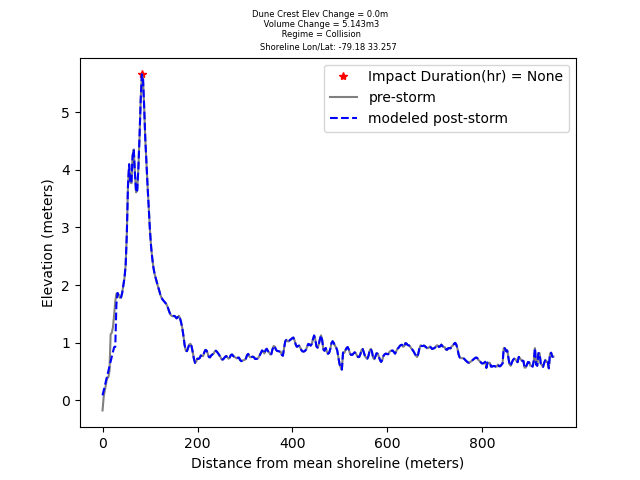 Dune Crest Elev Change = 0.0m
Volume Change = 5.143m3
Regime = Collision
Shoreline Lon/Lat: -79.18 33.257
Impact Duration(hr) = None
pre-storm
modeled post-storm
Elevation (meters)
5
4
3
2
1
0
0 200 400 600 800
Distance from mean shoreline (meters)